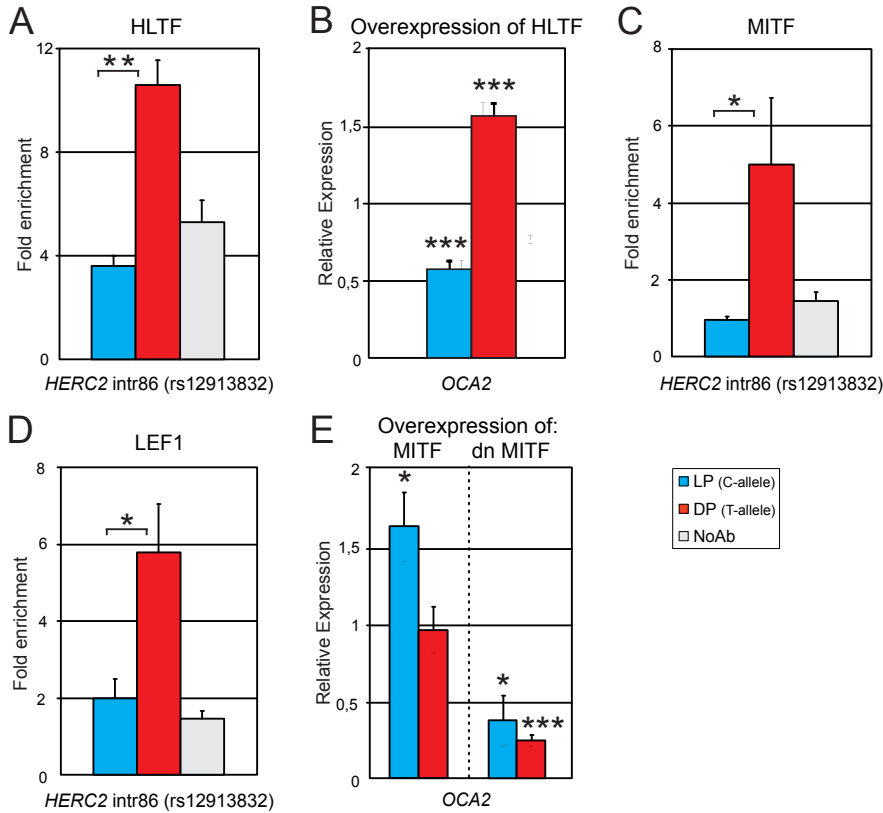 A
HLTF
Fold enrichment
12
8
4
0
**
HERC2 intr86 (rs12913832)
B
Overexpression of HLTF
Relative Expression
2
1,5
1
0,5
0
***
***
OCA2
C
MITF
Fold enrichment
8
6
4
2
0
*
HERC2 intr86 (rs12913832)
D
LEF1
Fold enrichment
8
6
4
2
0
*
HERC2 intr86 (rs12913832)
E
Overexpression of:
MITF dn MITF
Relative Expression
2
1,5
1
0,5
0
*
*
***
OCA2
LP (C-allele)
DP (T-allele)
NoAb